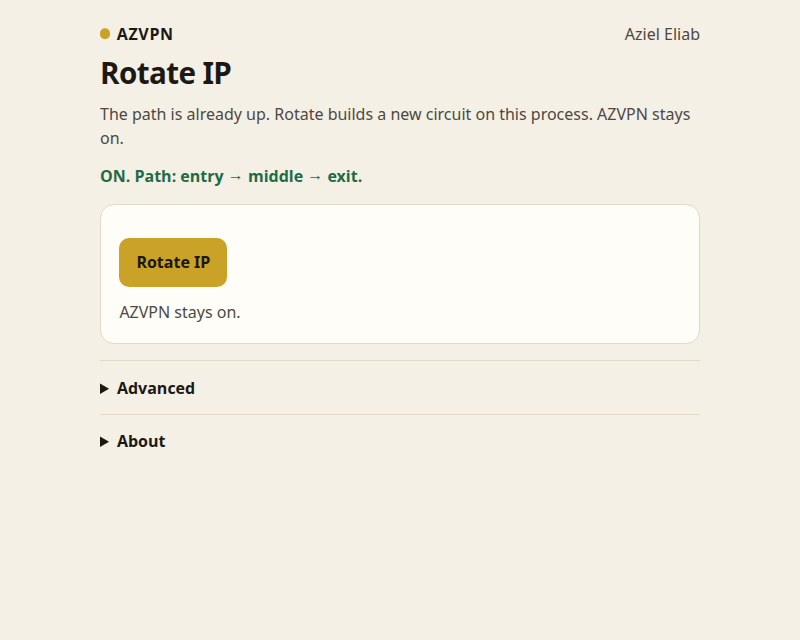 AZVPN
Aziel Eliab
Rotate IP
The path is already up. Rotate builds a new circuit on this process. AZVPN stays
on.
ON. Path: entry → middle → exit.
Rotate IP
AZVPN stays on.
Advanced
About